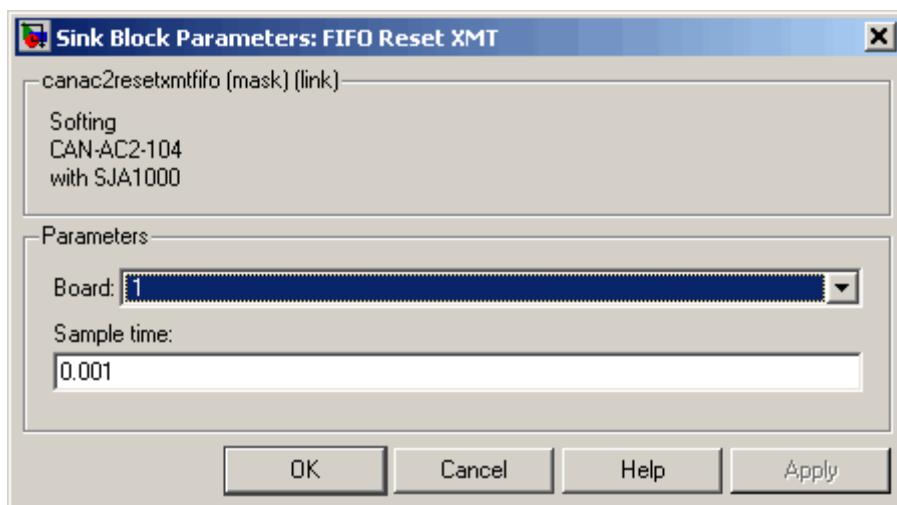 Sink Block Parameters: FIFO Reset XMT
canac2resetxmtfifo (mask) (link)
Softing
CAN-AC2-104
with SJA1000
Parameters
Board: 1
Sample time:
0.001
OK Cancel Help Apply